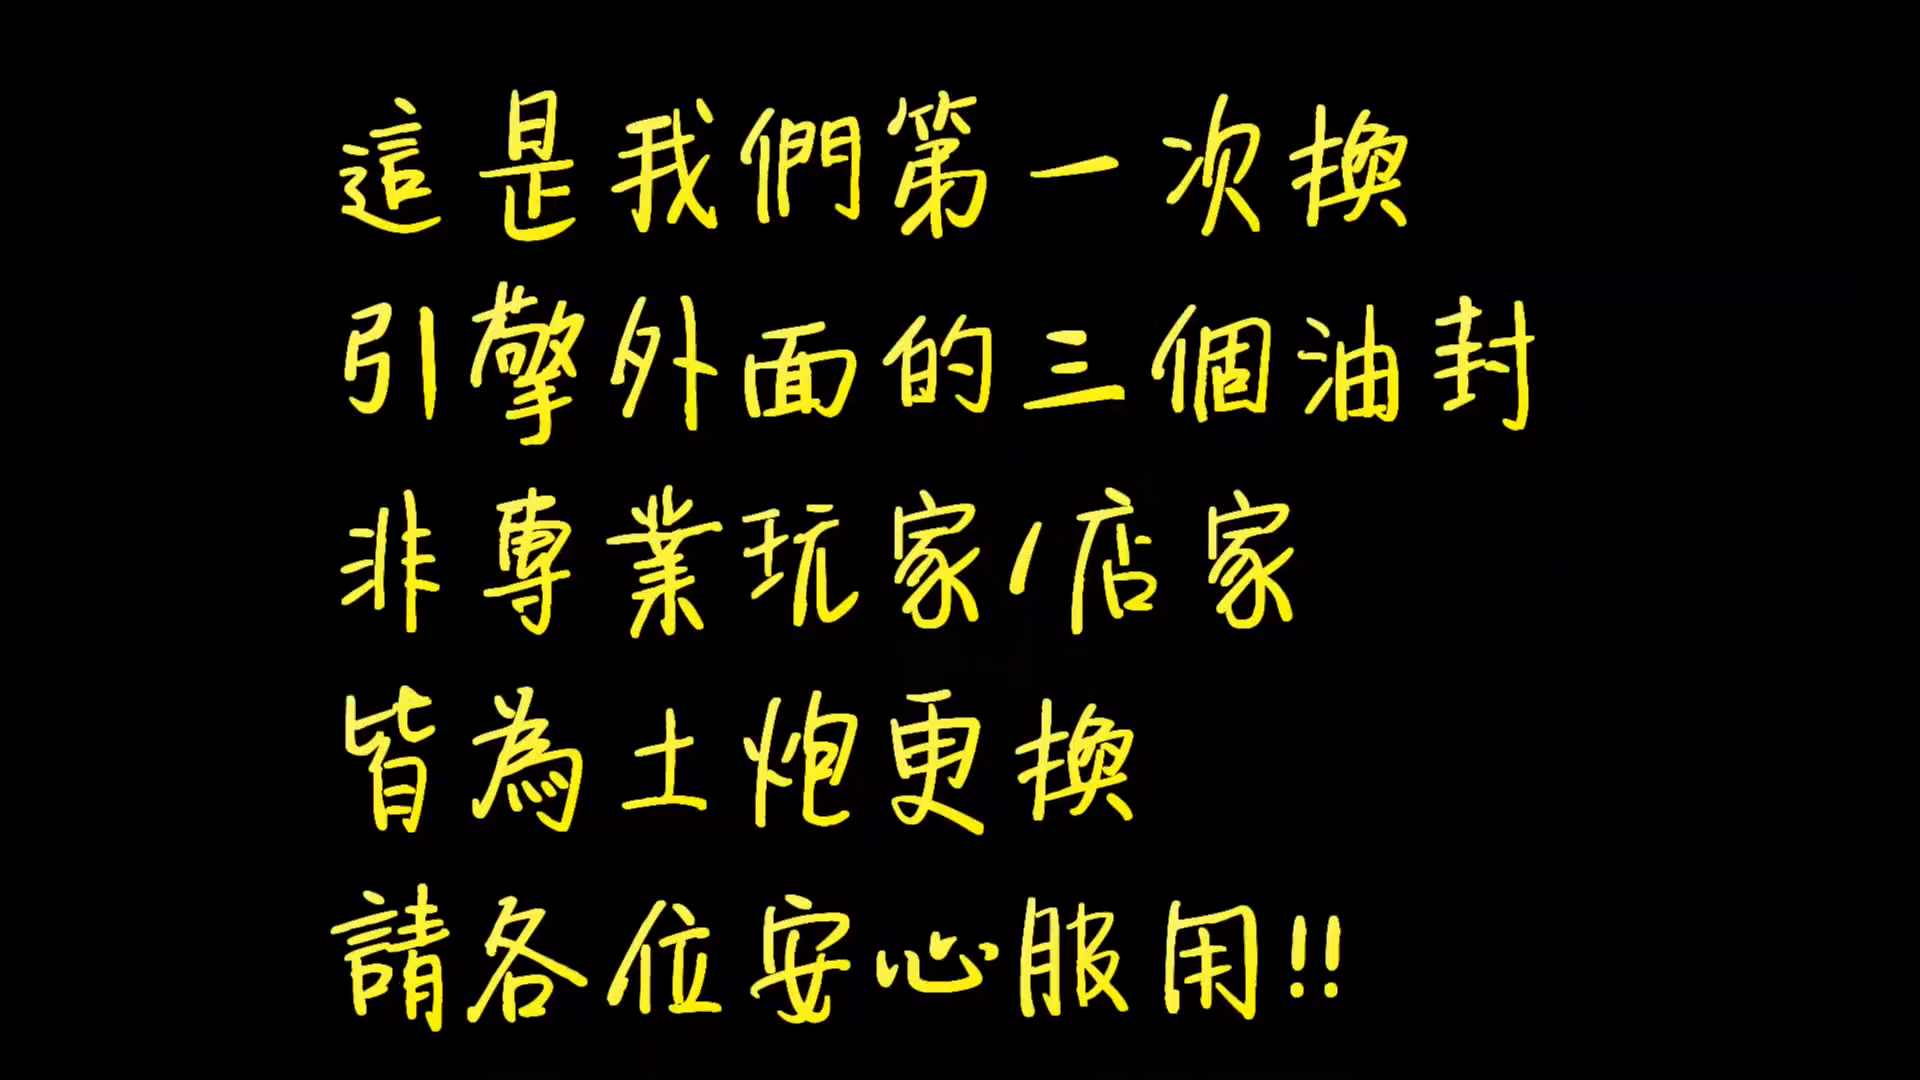 這是我們第一次換
引擎外面的三個油封
非專業玩家/店家
皆為土炮更換
請各位安心服用!!